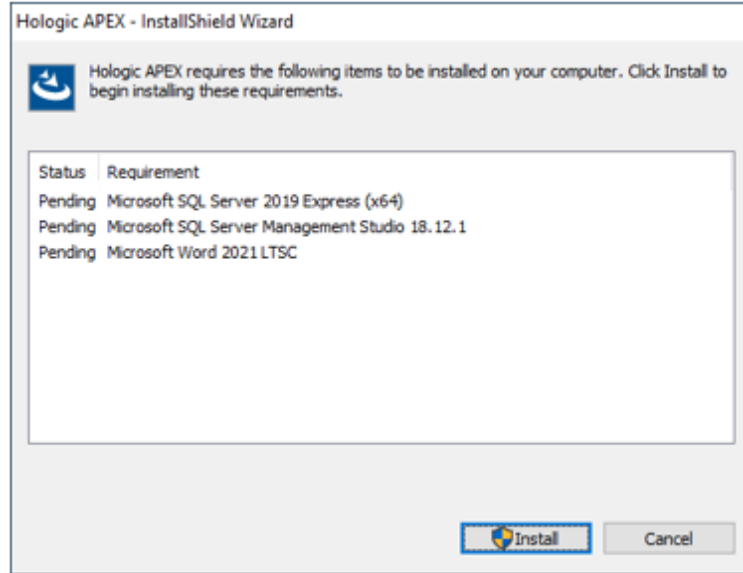 Hologic APEX - InstallShield Wizard
Hologic APEX requires the following items to be installed on your computer. Click Install to
begin installing these requirements.
Status Requirement
Pending Microsoft SQL Server 2019 Express (x64)
Pending Microsoft SQL Server Management Studio 18.12.1
Pending Microsoft Word 2021 LTSC
Install Cancel